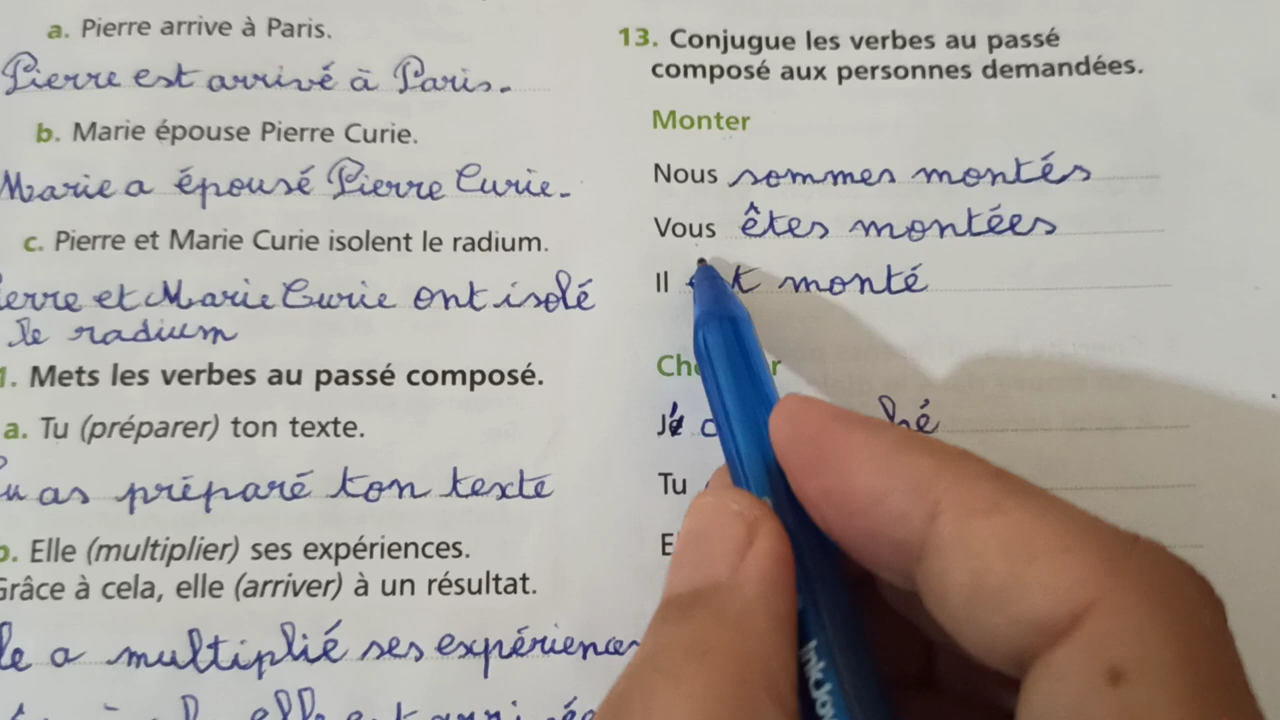 a. Pierre arrive à Paris.
Pierre est arrivé à Paris.
b. Marie épouse Pierre Curie.
Marie a épousé Pierre Curie.
c. Pierre et Marie Curie isolent le radium.
ierre et Marie Curie ont isolé
le radium
1. Mets les verbes au passé composé.
a. Tu (préparer) ton texte.
Tu as préparé ton texte
b. Elle (multiplier) ses expériences.
Grâce à cela, elle (arriver) à un résultat.
le a multiplié ses expériences
13. Conjugue les verbes au passé
composé aux personnes demandées.
Monter
Nous sommes montés
Vous êtes montées
Il monté
Tu